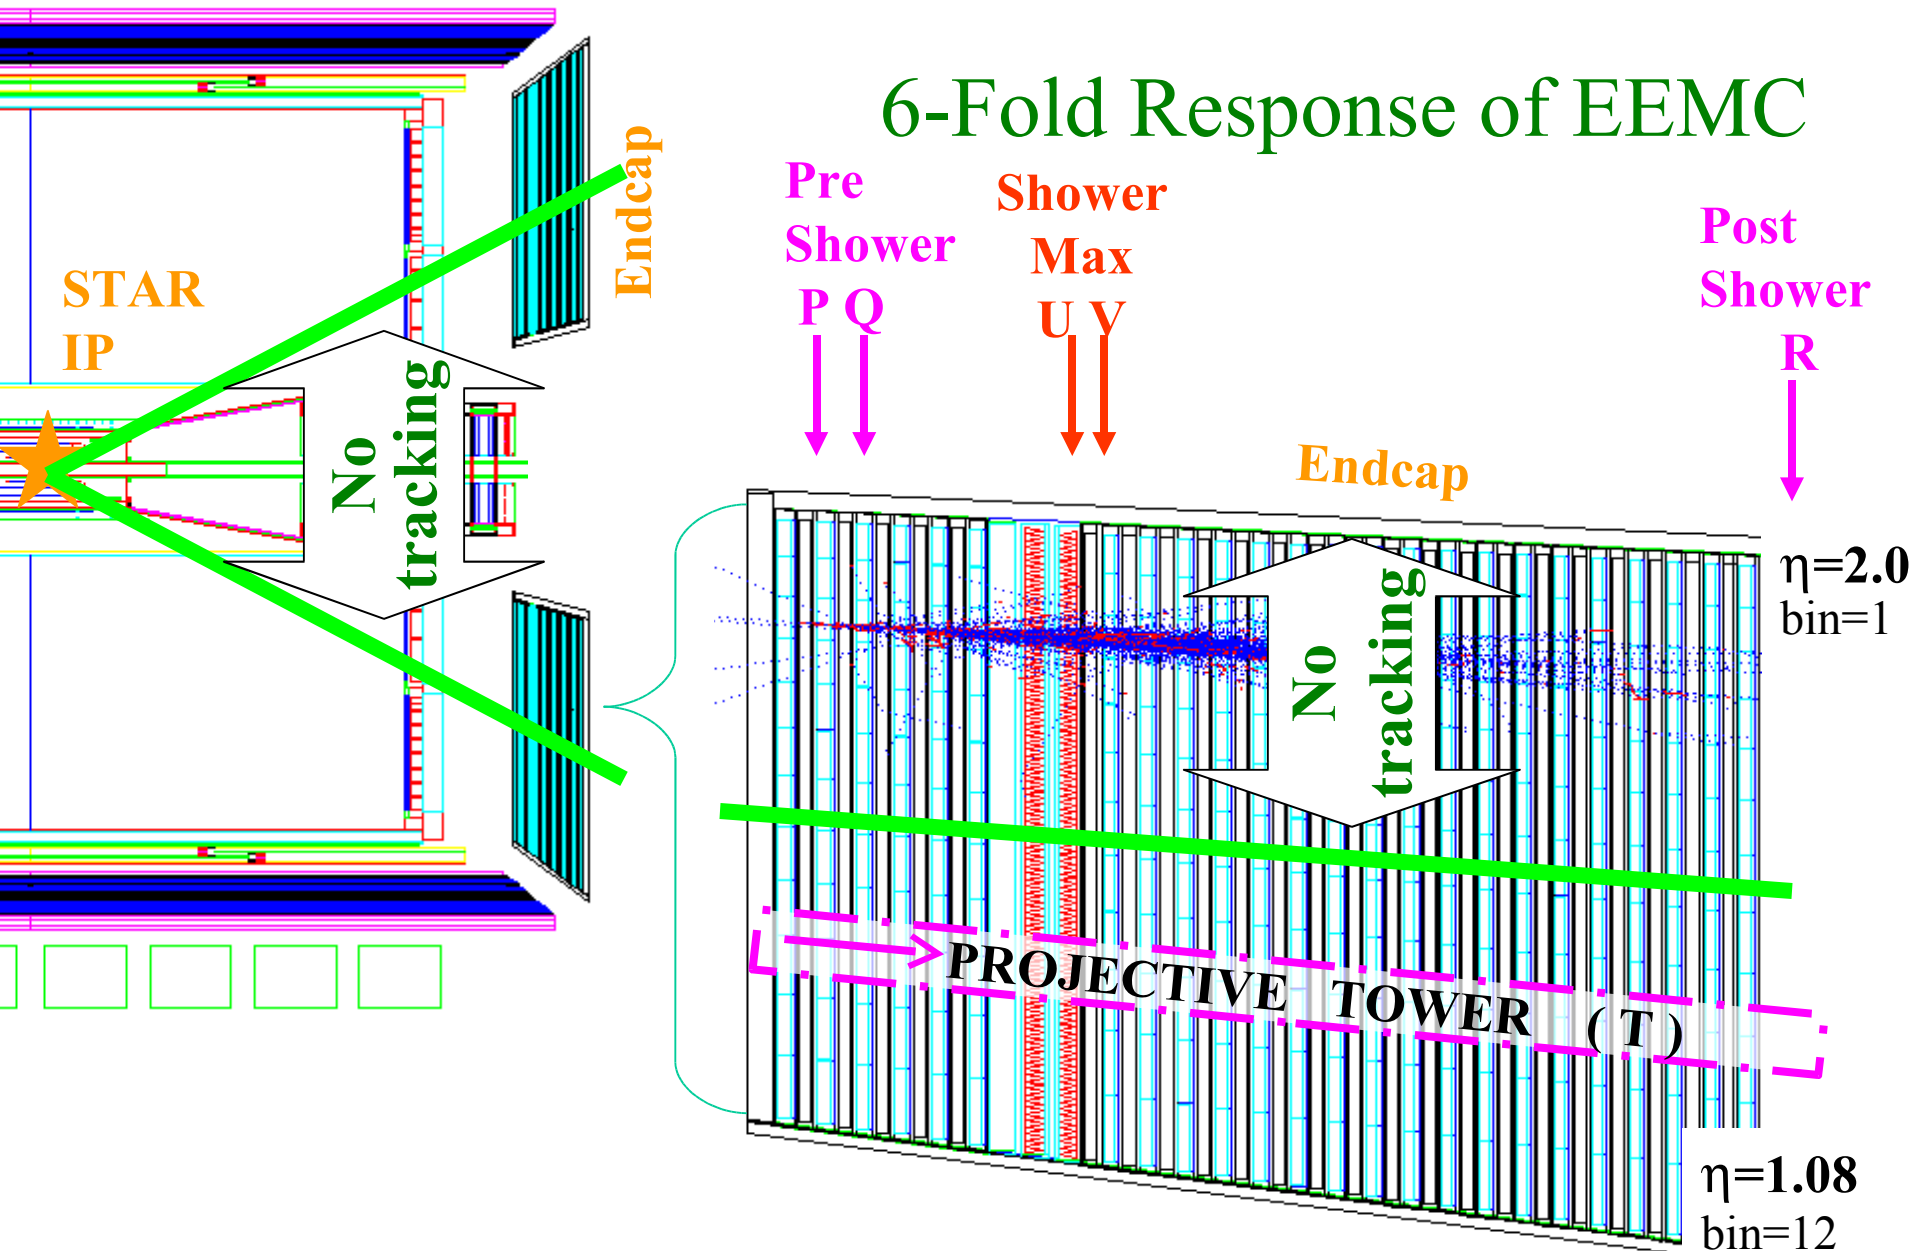 6-Fold Response of EEMC
STAR
IP
Endcap
No
tracking
Pre
Shower
P Q
Shower
Max
U V
Post
Shower
R
Endcap
η=2.0
bin=1
No
tracking
PROJECTIVE TOWER ( T )
η=1.08
bin=12